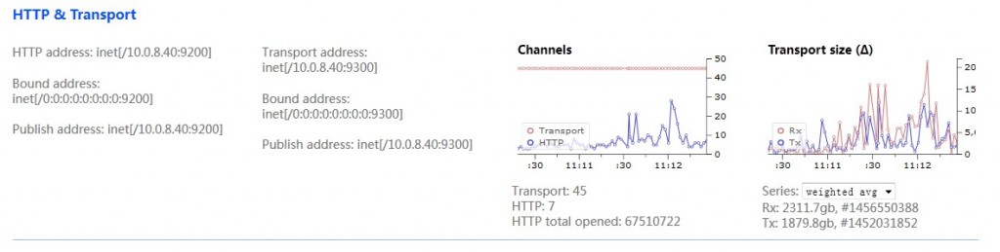 HTTP & Transport
HTTP address: inet[/10.0.8.40:9200]
Bound address:
inet[/0:0:0:0:0:0:0:0:9200]
Publish address: inet[/10.0.8.40:9200]
Transport address:
inet[/10.0.8.40:9300]
Bound address:
inet[/0:0:0:0:0:0:0:0:9300]
Publish address: inet[/10.0.8.40:9300]
Channels
50
40
30
20
10
0
Transport
HTTP
:30
11:11
:30
11:12
Transport: 45
HTTP: 7
HTTP total opened: 67510722
Transport size (Δ)
20
15
10
5,
0
Rx
Tx
:30
11:11
:30
11:12
Series: weighted avg
Rx: 2311.7gb, #1456550388
Tx: 1879.8gb, #1452031852